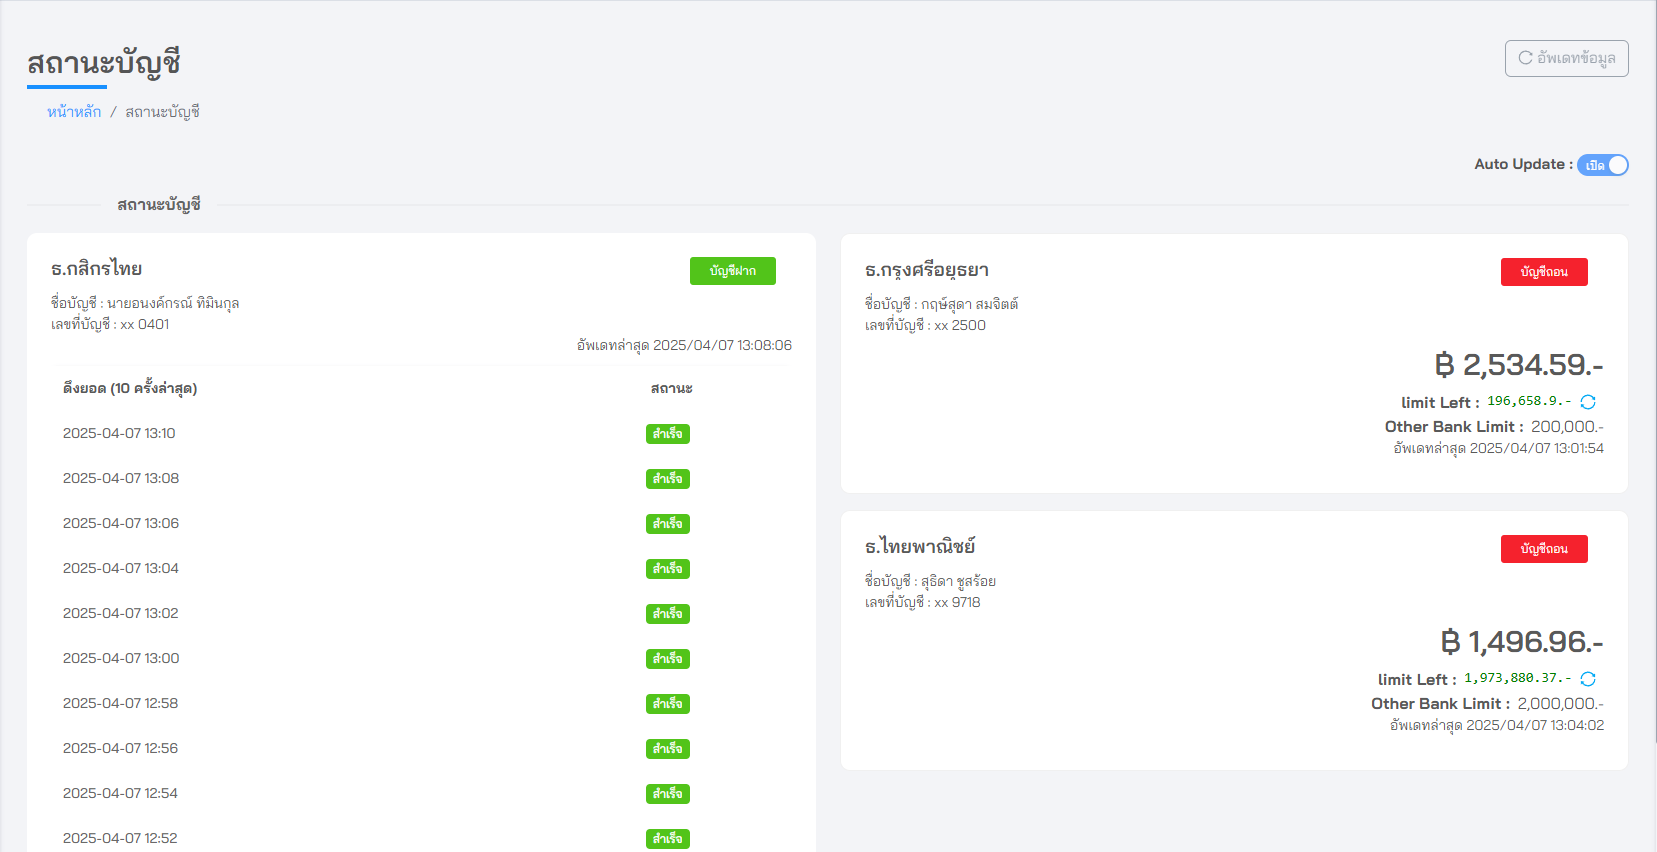 สถานะบัญชี
อัพเดทข้อมูล
หน้าหลัก / สถานะบัญชี
Auto Update : เปิด
สถานะบัญชี
ธ.กสิกรไทย
บัญชีฝาก
ชื่อบัญชี : นายอนงค์กรณ์ ทิมินกุล
เลขที่บัญชี : xx 0401
อัพเดทล่าสุด 2025/04/07 13:08:06
ดึงยอด (10 ครั้งล่าสุด) สถานะ
2025-04-07 13:10 สำเร็จ
2025-04-07 13:08 สำเร็จ
2025-04-07 13:06 สำเร็จ
2025-04-07 13:04 สำเร็จ
2025-04-07 13:02 สำเร็จ
2025-04-07 13:00 สำเร็จ
2025-04-07 12:58 สำเร็จ
2025-04-07 12:56 สำเร็จ
2025-04-07 12:54 สำเร็จ
2025-04-07 12:52 สำเร็จ
ธ.กรุงศรีอยุธยา
บัญชีถอน
ชื่อบัญชี : กฤษ์สุดา สมจิตต์
เลขที่บัญชี : xx 2500
฿ 2,534.59.-
limit Left : 196,658.9.-
Other Bank Limit : 200,000.-
อัพเดทล่าสุด 2025/04/07 13:01:54
ธ.ไทยพาณิชย์
บัญชีถอน
ชื่อบัญชี : สุธิดา ชูสร้อย
เลขที่บัญชี : xx 9718
฿ 1,496.96.-
limit Left : 1,973,880.37.-
Other Bank Limit : 2,000,000.-
อัพเดทล่าสุด 2025/04/07 13:04:02